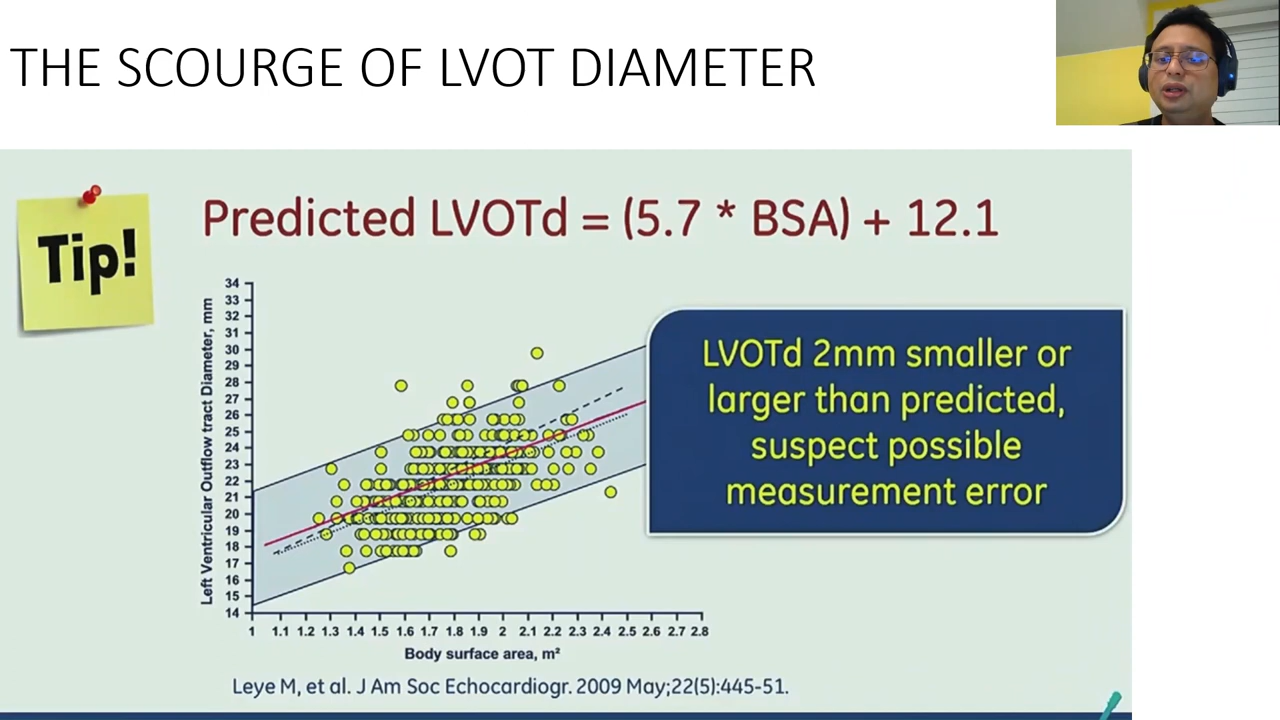 THE SCOURGE OF LVOT DIAMETER
Tip!
Predicted LVOTd = (5.7 * BSA) + 12.1
Left Ventricular Outflow tract Diameter, mm
34
33
32
31
30
29
28
27
26
25
24
23
22
21
20
19
18
17
16
15
14
1 1.1 1.2 1.3 1.4 1.5 1.6 1.7 1.8 1.9 2 2.1 2.2 2.3 2.4 2.5 2.6 2.7 2.8
Body surface area, m²
LVOTd 2mm smaller or
larger than predicted,
suspect possible
measurement error
Leye M, et al. J Am Soc Echocardiogr. 2009 May;22(5):445-51.